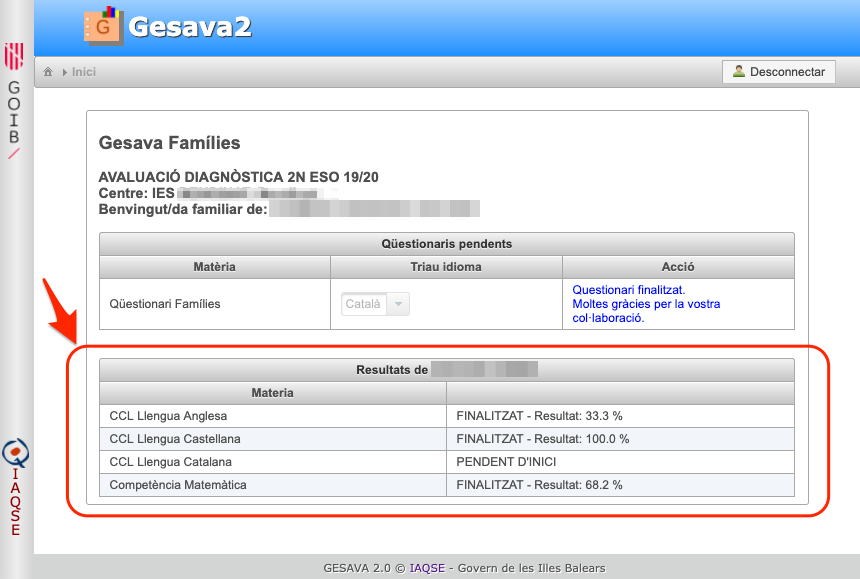 G
Gesava2
GOIB
Inici
Desconnectar
Gesava Famílies
AVALUACIÓ DIAGNÒSTICA 2N ESO 19/20
Centre: IES
Benvingut/da familiar de:
Qüestionaris pendents
Matèria Triau idioma Acció
Qüestionari Famílies Català Questionari finalitzat.
Moltes gràcies per la vostra
col·laboració.
Resultats de
Materia
CCL Llengua Anglesa FINALITZAT - Resultat: 33.3 %
CCL Llengua Castellana FINALITZAT - Resultat: 100.0 %
CCL Llengua Catalana PENDENT D'INICI
Competència Matemàtica FINALITZAT - Resultat: 68.2 %
IAQSE
GESAVA 2.0 © IAQSE - Govern de les Illes Balears